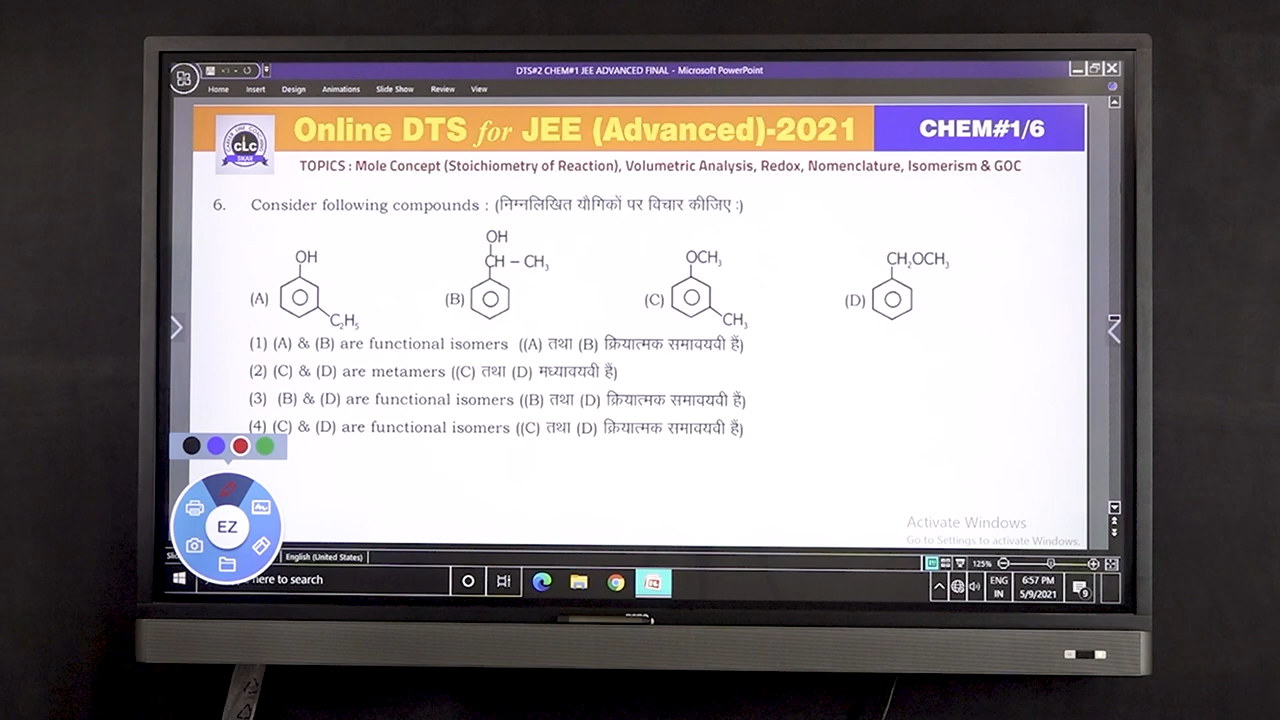 DTS#2 CHEM#1 JEE ADVANCED FINAL - Microsoft PowerPoint
Home Insert Design Animations Slide Show Review View
Online DTS for JEE (Advanced)-2021
CHEM#1/6
CLC
SIKAR
TOPICS : Mole Concept (Stoichiometry of Reaction), Volumetric Analysis, Redox, Nomenclature, Isomerism & GOC
6. Consider following compounds : (निम्नलिखित यौगिकों पर विचार कीजिए :)
(A) OH C₂H₅
(B) OH CH – CH₃
(C) OCH₃ CH₃
(D) CH₂OCH₃
(1) (A) & (B) are functional isomers ((A) तथा (B) क्रियात्मक समावयवी हैं)
(2) (C) & (D) are metamers ((C) तथा (D) मध्यावयवी हैं)
(3) (B) & (D) are functional isomers ((B) तथा (D) क्रियात्मक समावयवी हैं)
(4) (C) & (D) are functional isomers ((C) तथा (D) क्रियात्मक समावयवी हैं)
EZ
Activate Windows
Go to Settings to activate Windows.
English (United States)
125%
here to search
ENG
IN
6:57 PM
5/9/2021
9